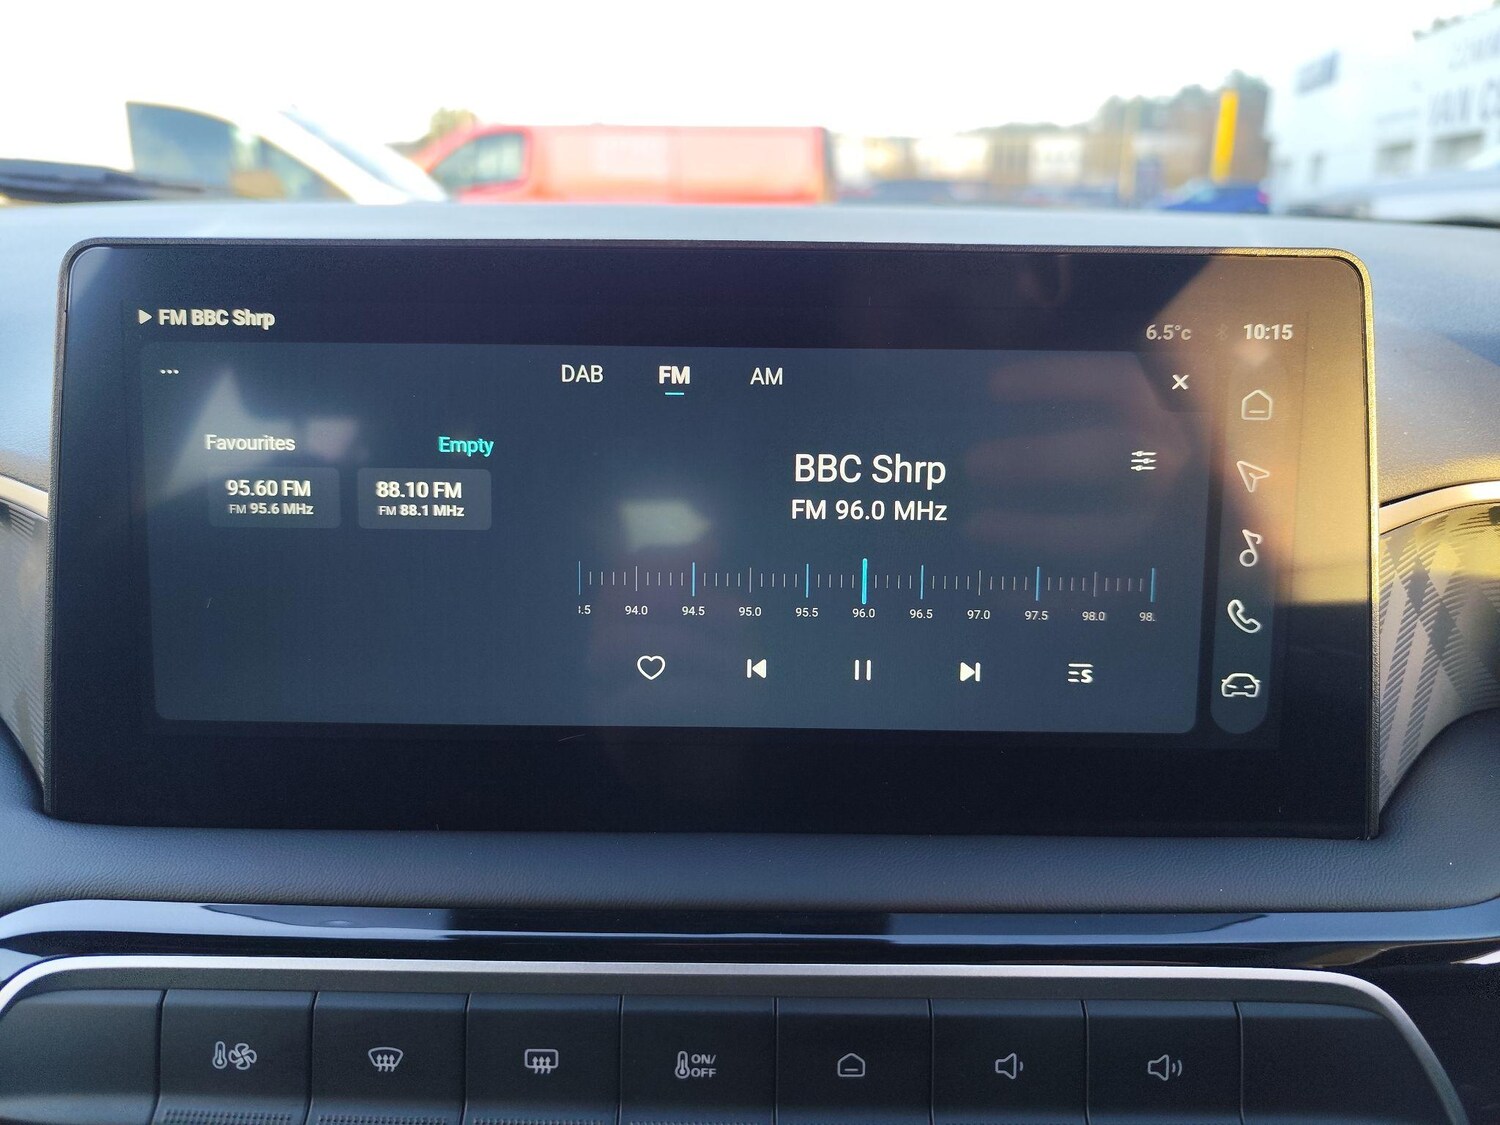 FM BBC Shrp
6.5°c
10:15
DAB
FM
AM
Favourites
Empty
95.60 FM
FM 95.6 MHz
88.10 FM
FM 88.1 MHz
BBC Shrp
FM 96.0 MHz
94.0 94.5 95.0 95.5 96.0 96.5 97.0 97.5 98.0
ON/
OFF
VAN